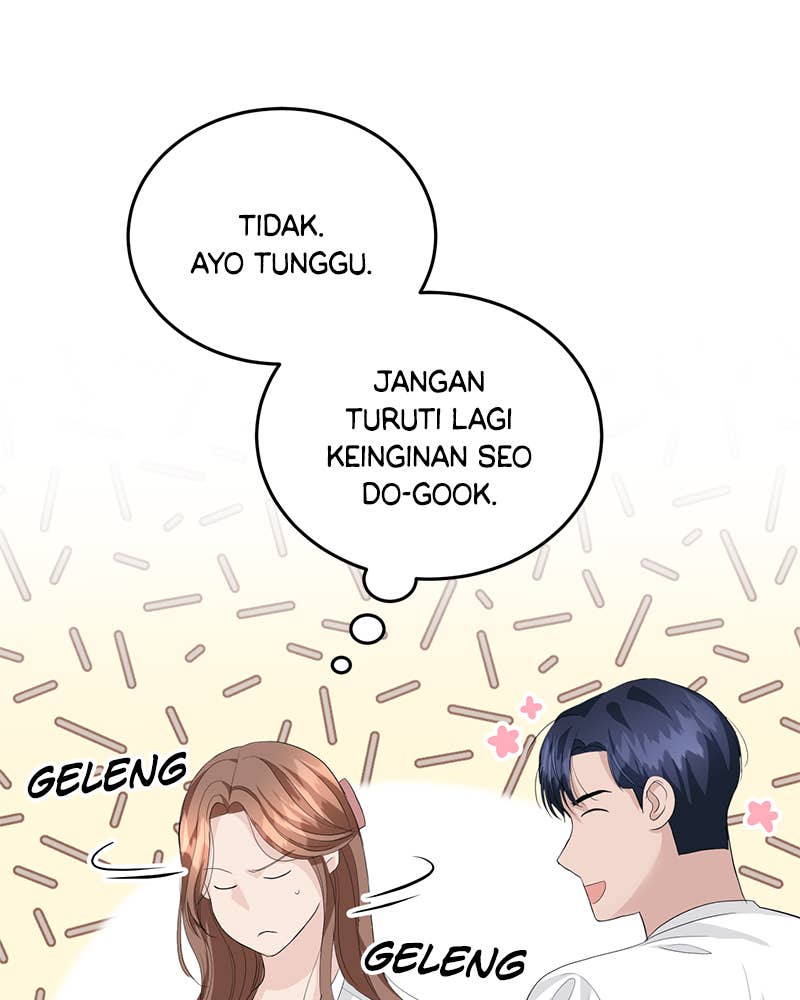 TIDAK.
AYO TUNGGU.
JANGAN
TURUTI LAGI
KEINGINAN SEO
DO-GOOK.
GELENG
GELENG